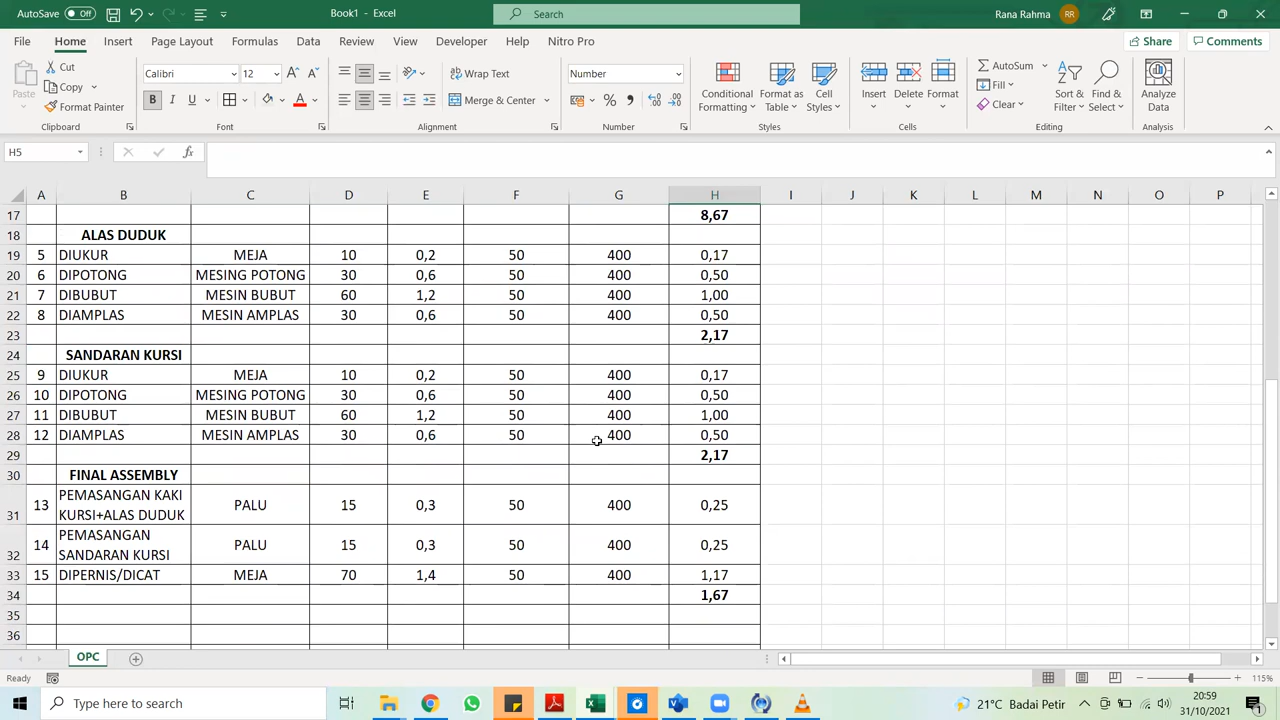 AutoSave Off
Book1 - Excel
Search
Rana Rahma RR
File Home Insert Page Layout Formulas Data Review View Developer Help Nitro Pro
Share Comments
Paste
Cut
Copy
Format Painter
Calibri 12
B I U
Wrap Text
Merge & Center
Number
Conditional Formatting
Format as Table
Cell Styles
Insert Delete Format
AutoSum
Fill
Clear
Sort & Filter
Find & Select
Analyze Data
Clipboard Font Alignment Number Styles Cells Editing Analysis
H5 fx
A B C D E F G H I J K L M N O P
17 8,67
18 ALAS DUDUK
19 5 DIUKUR MEJA 10 0,2 50 400 0,17
20 6 DIPOTONG MESING POTONG 30 0,6 50 400 0,50
21 7 DIBUBUT MESIN BUBUT 60 1,2 50 400 1,00
22 8 DIAMPLAS MESIN AMPLAS 30 0,6 50 400 0,50
23 2,17
24 SANDARAN KURSI
25 9 DIUKUR MEJA 10 0,2 50 400 0,17
26 10 DIPOTONG MESING POTONG 30 0,6 50 400 0,50
27 11 DIBUBUT MESIN BUBUT 60 1,2 50 400 1,00
28 12 DIAMPLAS MESIN AMPLAS 30 0,6 50 400 0,50
29 2,17
30 FINAL ASSEMBLY
31 13 PEMASANGAN KAKI
KURSI+ALAS DUDUK PALU 15 0,3 50 400 0,25
32 14 PEMASANGAN
SANDARAN KURSI PALU 15 0,3 50 400 0,25
33 15 DIPERNIS/DICAT MEJA 70 1,4 50 400 1,17
34 1,67
35
36
OPC
Ready
115%
Type here to search
21°C Badai Petir
20:59
31/10/2021
1